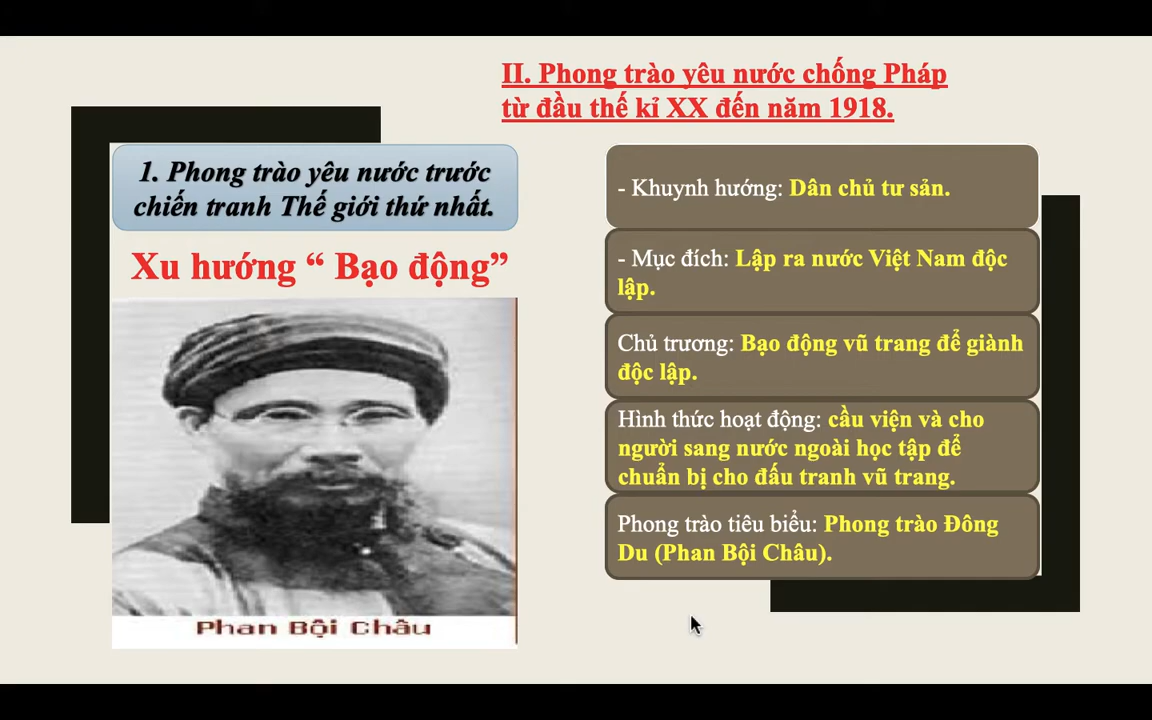 II. Phong trào yêu nước chống Pháp
từ đầu thế kỉ XX đến năm 1918.
1. Phong trào yêu nước trước
chiến tranh Thế giới thứ nhất.
Xu hướng “ Bạo động”
Phan Bội Châu
- Khuynh hướng: Dân chủ tư sản.
- Mục đích: Lập ra nước Việt Nam độc
lập.
Chủ trương: Bạo động vũ trang để giành
độc lập.
Hình thức hoạt động: cầu viện và cho
người sang nước ngoài học tập để
chuẩn bị cho đấu tranh vũ trang.
Phong trào tiêu biểu: Phong trào Đông
Du (Phan Bội Châu).